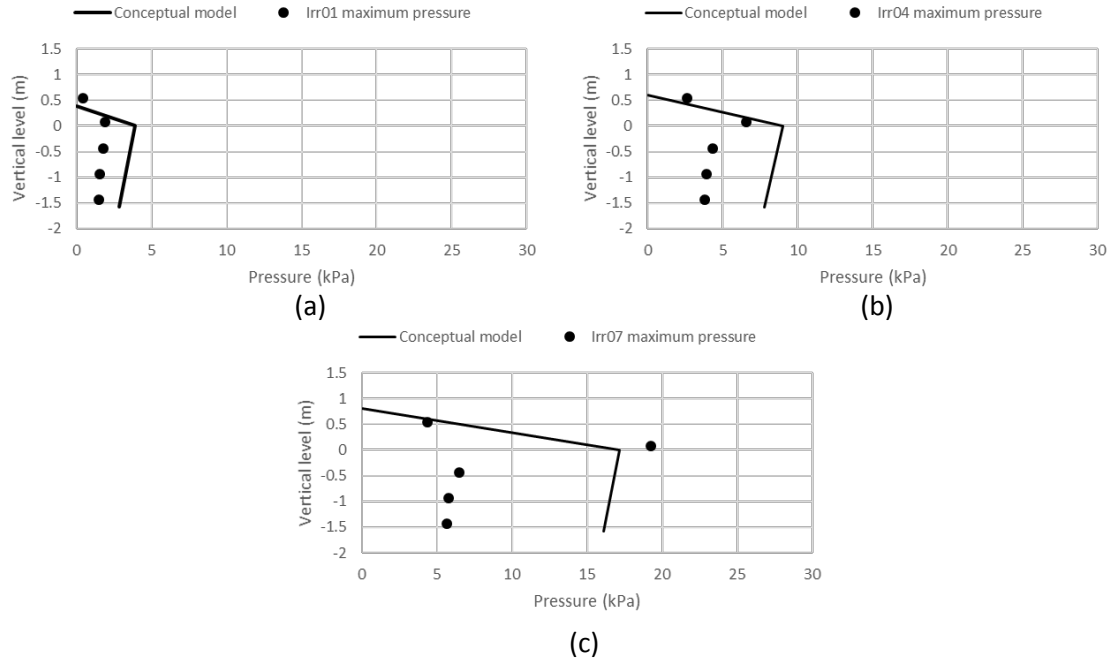 Conceptual model Irr01 maximum pressure
1.5
1
0.5
0
-0.5
-1
-1.5
-2
Vertical level (m)
0 5 10 15 20 25 30
Pressure (kPa)
(a)
Conceptual model Irr04 maximum pressure
1.5
1
0.5
0
-0.5
-1
-1.5
-2
Vertical level (m)
0 5 10 15 20 25 30
Pressure (kPa)
(b)
Conceptual model Irr07 maximum pressure
1.5
1
0.5
0
-0.5
-1
-1.5
-2
Vertical level (m)
0 5 10 15 20 25 30
Pressure (kPa)
(c)